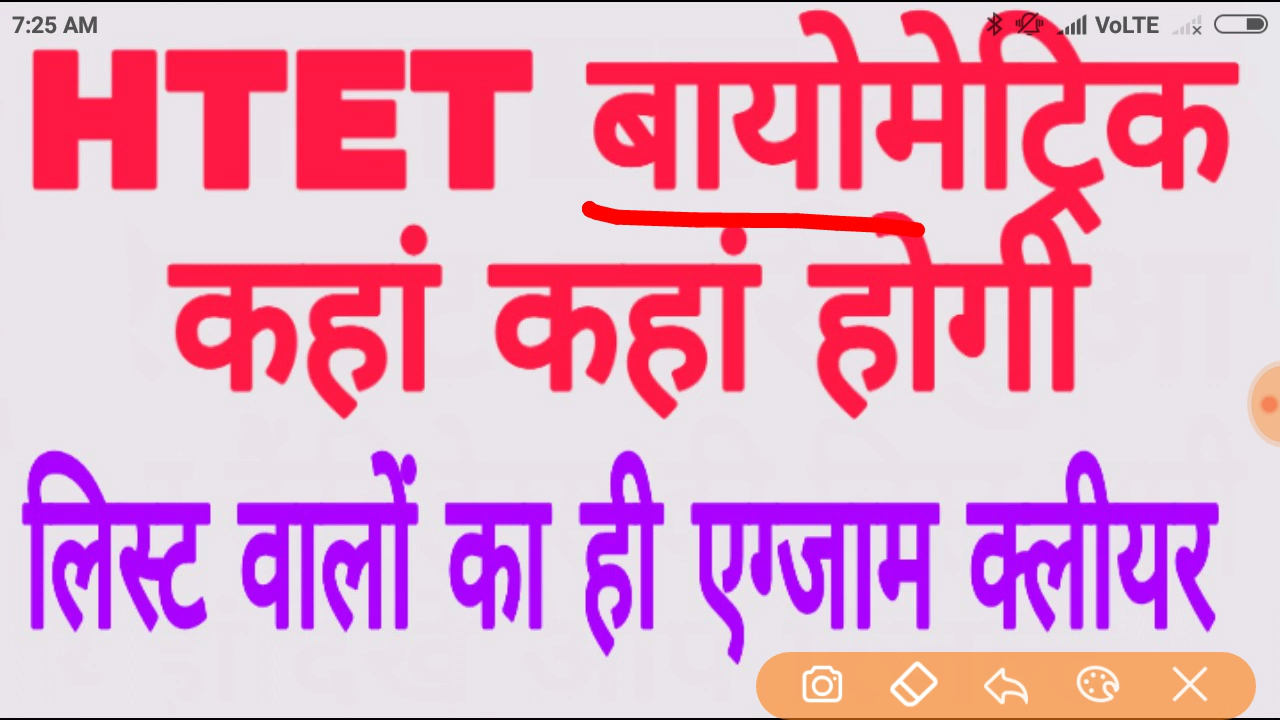 7:25 AM VoLTE
HTET बायोमेट्रिक
कहां कहां होगी
लिस्ट वालों का ही एग्जाम क्लीयर